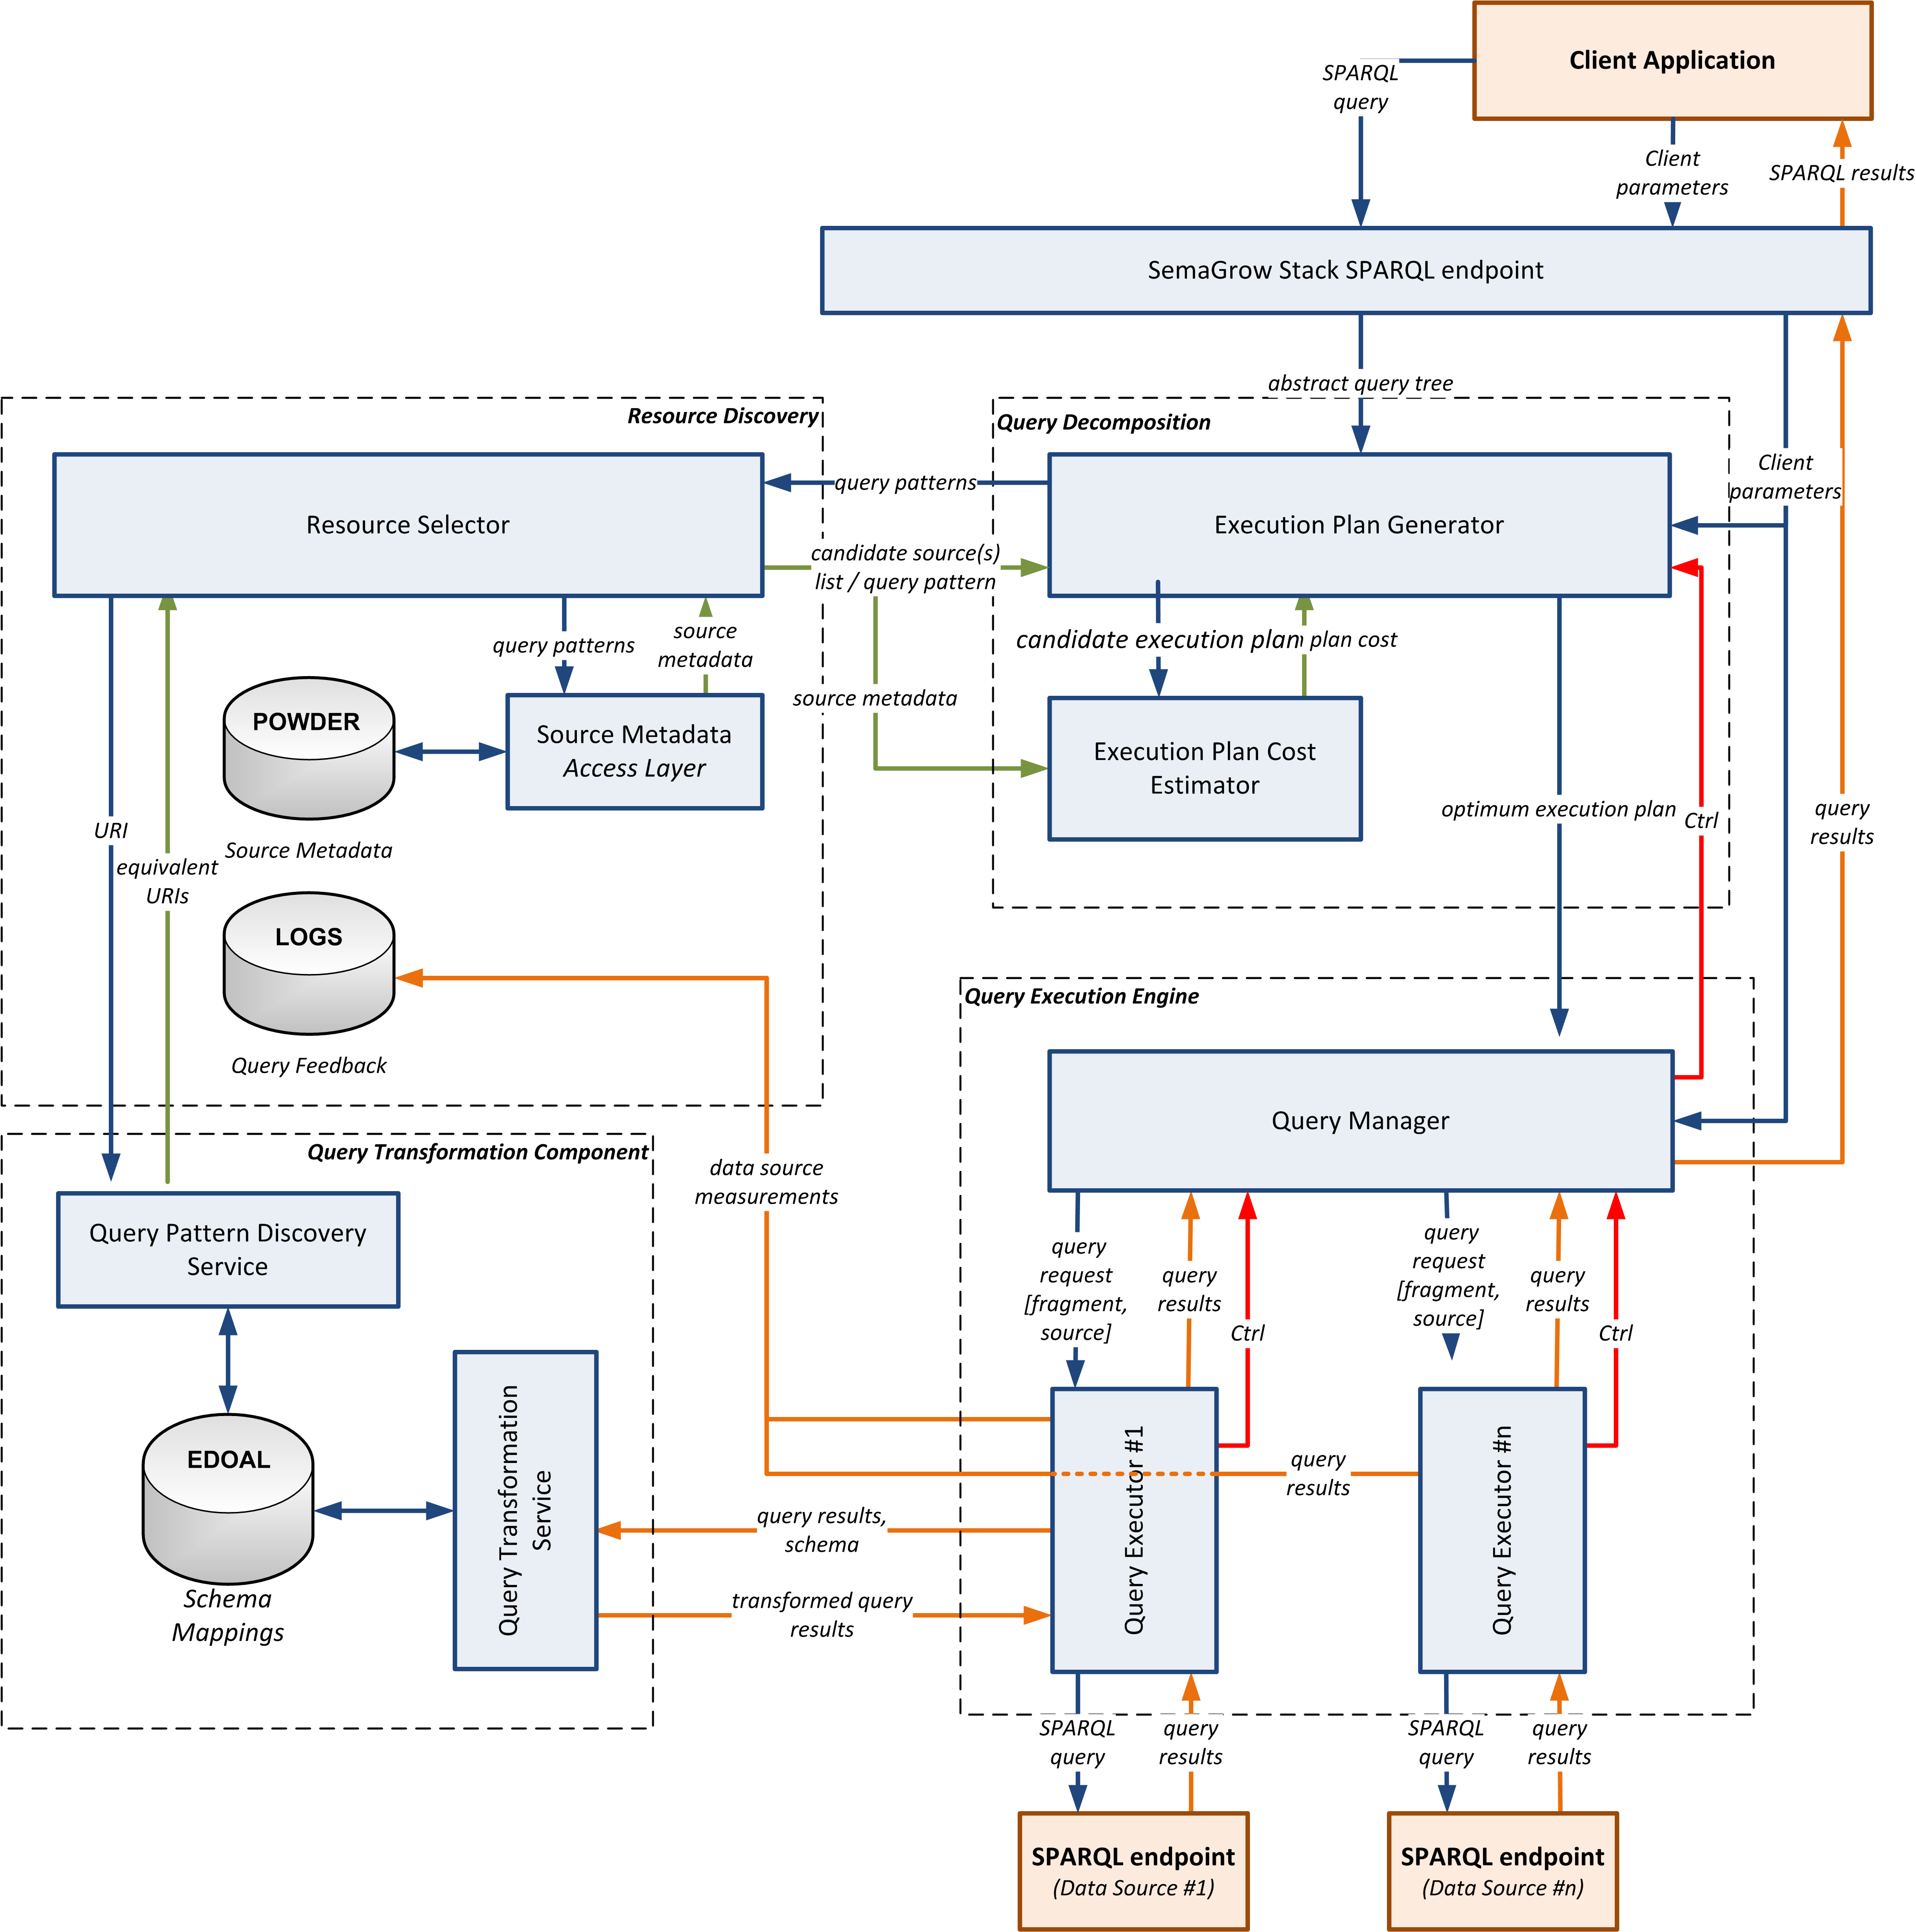 Client Application
SPARQL
query
Client
parameters
SPARQL results
SemaGrow Stack SPARQL endpoint
abstract query tree
Resource Discovery
Query Decomposition
Client
parameters
Resource Selector
query patterns
Execution Plan Generator
candidate source(s)
list / query pattern
query patterns
source
metadata
candidate execution plan
plan cost
source metadata
POWDER
Source Metadata
Source Metadata
Access Layer
Execution Plan Cost
Estimator
optimum execution plan
Ctrl
query
results
URI
equivalent
URIs
LOGS
Query Feedback
Query Execution Engine
Query Manager
Query Transformation Component
data source
measurements
Query Pattern Discovery
Service
query
request
[fragment,
source]
query
results
Ctrl
query
request
[fragment,
source]
query
results
Ctrl
EDOAL
Schema
Mappings
Query Transformation
Service
query results,
schema
transformed query
results
Query Executor #1
query
results
Query Executor #n
SPARQL
query
query
results
SPARQL
query
query
results
SPARQL endpoint
(Data Source #1)
SPARQL endpoint
(Data Source #n)